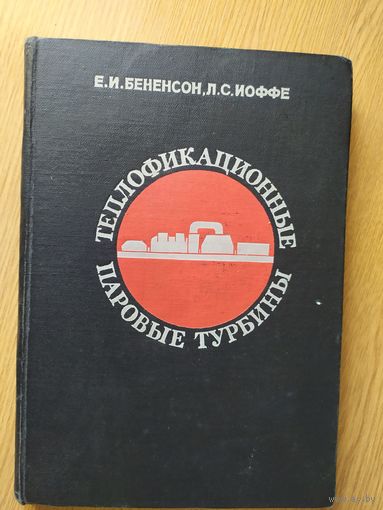 Е.И.БЕНЕНСОН, Л.С.ИОФФЕ
ТЕПЛОФИКАЦИОННЫЕ
ПАРОВЫЕ ТУРБИНЫ